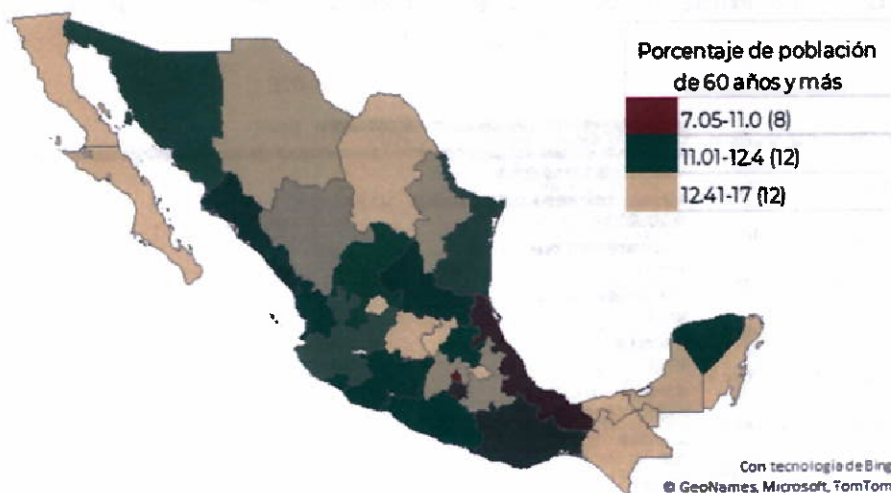 Porcentaje de población
de 60 años y más
7.05-11.0 (8)
11.01-12.4 (12)
12.41-17 (12)
Con tecnología de Bing
© GeoNames, Microsoft, TomTom